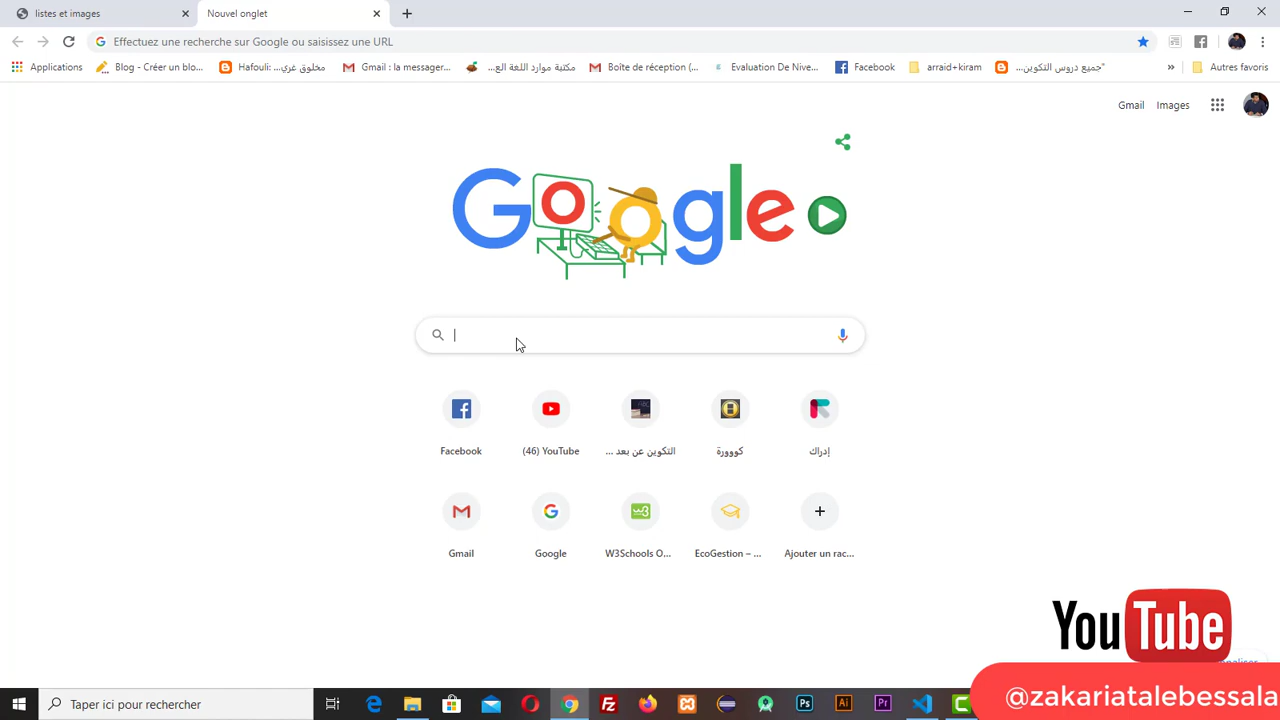 listes et images
Nouvel onglet
Effectuez une recherche sur Google ou saisissez une URL
Applications
Blog - Créer un blo...
Hafouli: مخلوق غري...
Gmail : la messager...
مكتبة موارد اللغة الع...
Boîte de réception (...
Evaluation De Nive...
Facebook
arraid+kiram
جميع دروس التكوين...
»
Autres favoris
Gmail
Images
Google
Facebook
(46) YouTube
التكوين عن بعد ...
كووورة
إدراك
Gmail
Google
W3Schools O...
EcoGestion – ...
Ajouter un rac...
YouTube
@zakariatalebessala
Taper ici pour rechercher